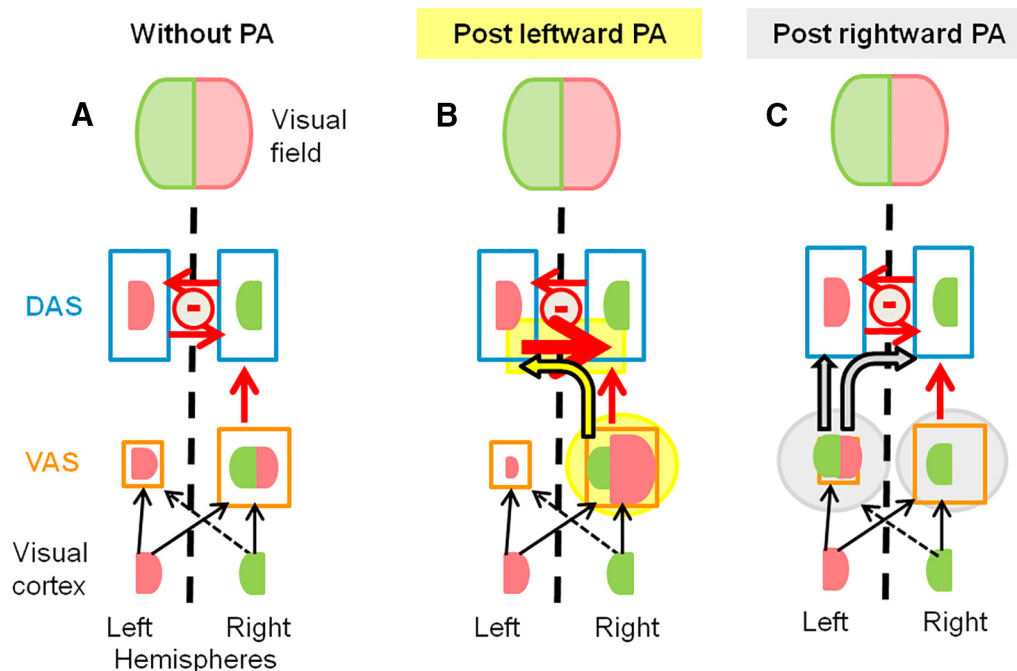 Without PA
Post leftward PA
Post rightward PA
A
B
C
Visual
field
DAS
-
-
-
VAS
Visual
cortex
Left
Right
Left
Right
Left
Right
Hemispheres